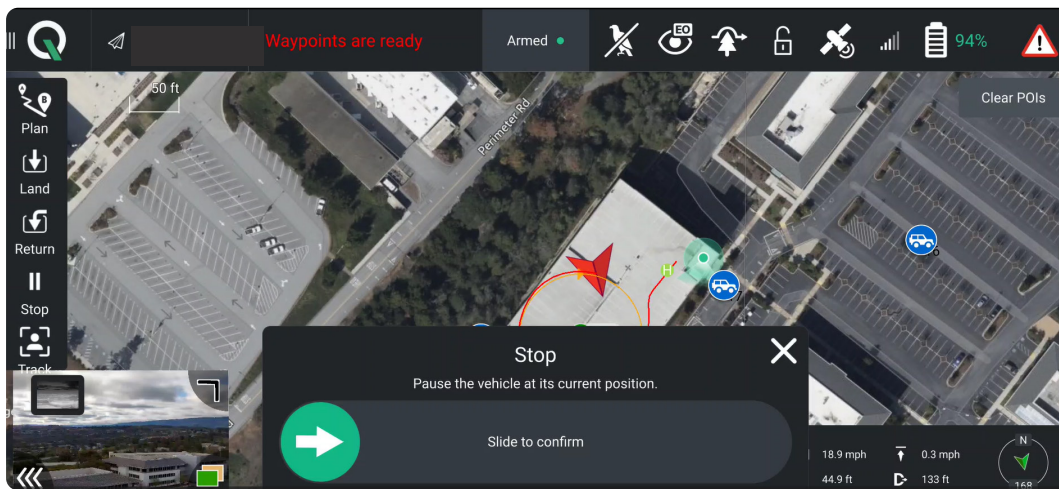 Waypoints are ready
Armed
EO
94%
50 ft
Clear POIs
Plan
B
Perimeter Rd
Land
Return
H
Stop
Track
Stop
Pause the vehicle at its current position.
Slide to confirm
18.9 mph
0.3 mph
44.9 ft
133 ft
N
168